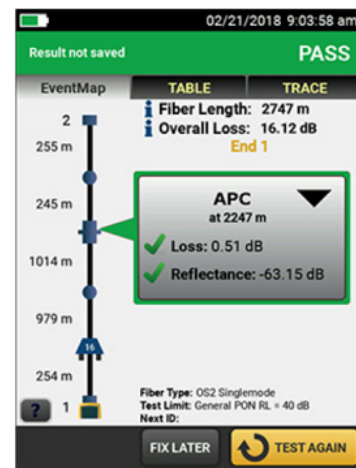 02/21/2018 9:03:58 am
Result not saved
PASS
EventMap
TABLE
TRACE
Fiber Length: 2747 m
Overall Loss: 16.12 dB
End 1
2
255 m
245 m
APC
at 2247 m
Loss: 0.51 dB
Reflectance: -63.15 dB
1014 m
979 m
16
254 m
? 1
Fiber Type: OS2 Singlemode
Test Limit: General PON RL = 40 dB
Next ID:
FIX LATER
TEST AGAIN